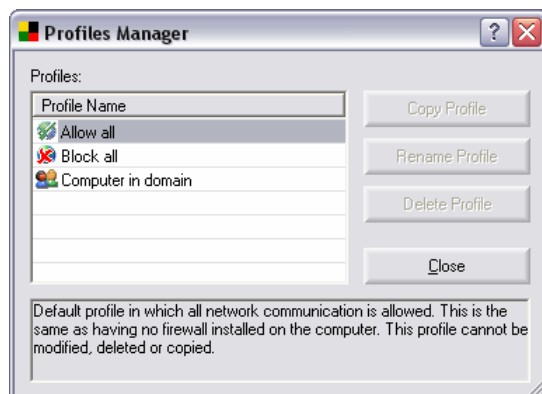 Profiles Manager
Profiles:
Profile Name
Allow all
Block all
Computer in domain
Copy Profile
Rename Profile
Delete Profile
Close
Default profile in which all network communication is allowed. This is the
same as having no firewall installed on the computer. This profile cannot be
modified, deleted or copied.